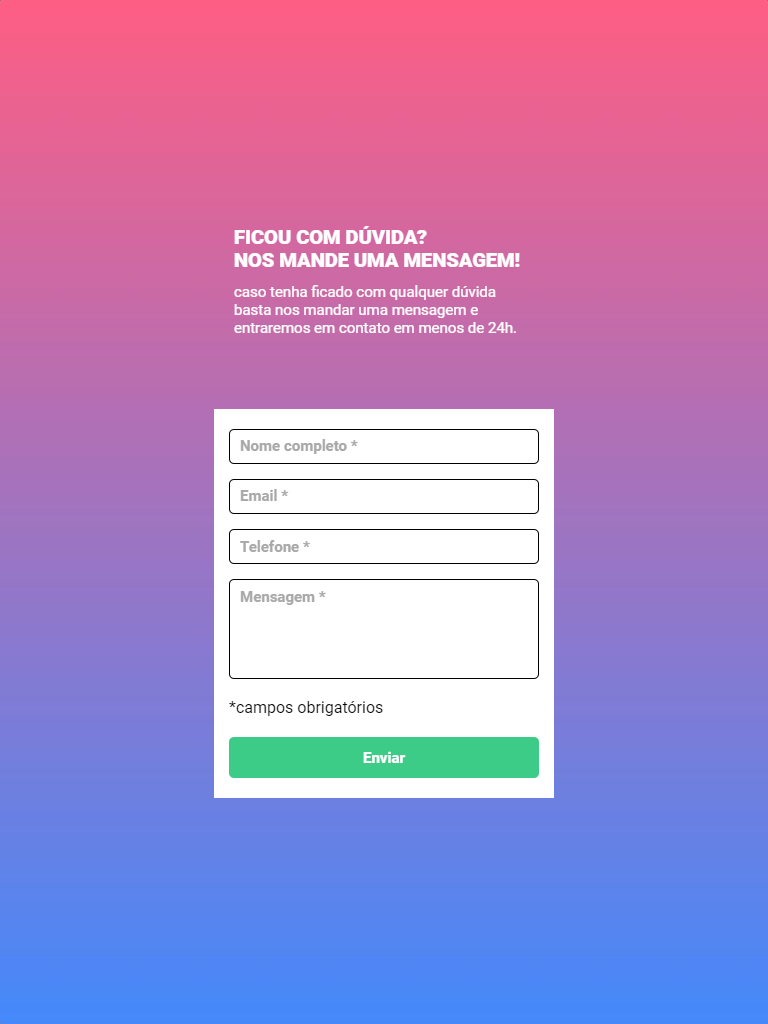 FICOU COM DÚVIDA?
NOS MANDE UMA MENSAGEM!
caso tenha ficado com qualquer dúvida
basta nos mandar uma mensagem e
entraremos em contato em menos de 24h.
Nome completo *
Email *
Telefone *
Mensagem *
*campos obrigatórios
Enviar